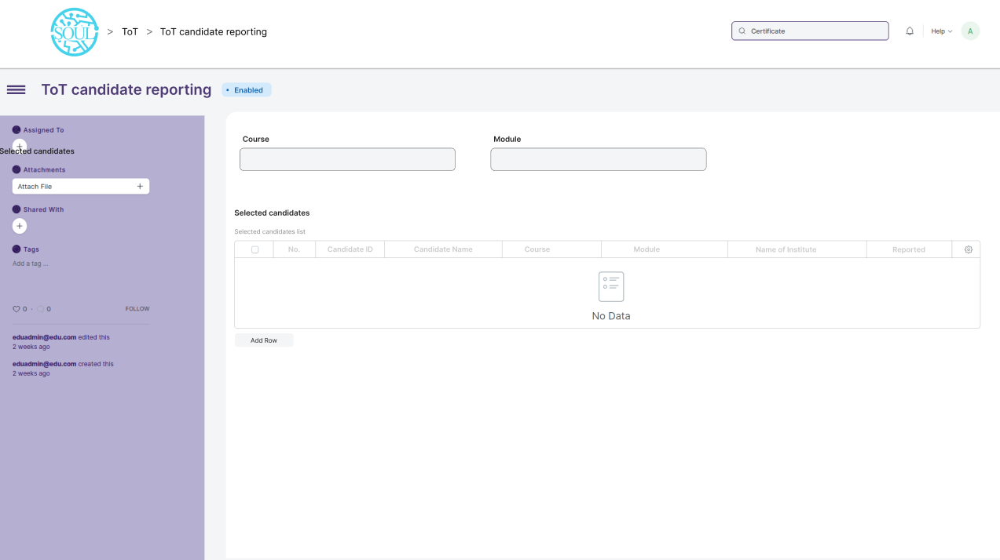 SOUL > ToT > ToT candidate reporting
Certificate
Help
A
ToT candidate reporting
• Enabled
Assigned To
Selected candidates
Attachments
Attach File
Shared With
Tags
Add a tag ...
0 · 0 FOLLOW
eduadmin@edu.com edited this
2 weeks ago
eduadmin@edu.com created this
2 weeks ago
Course Module
Selected candidates
Selected candidates list
No. Candidate ID Candidate Name Course Module Name of Institute Reported
No Data
Add Row